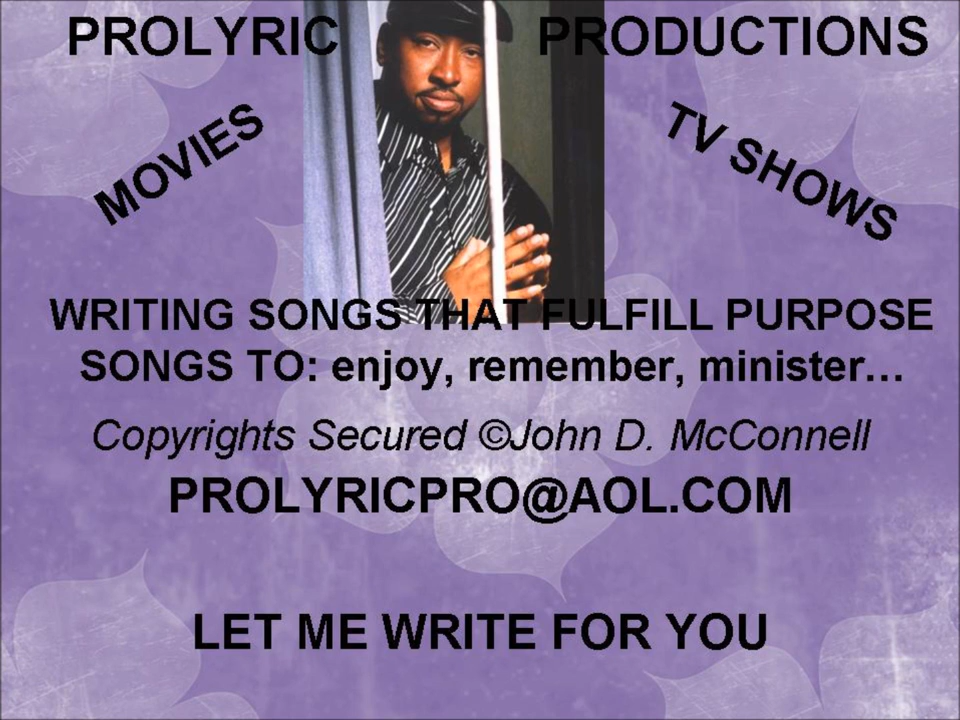 PROLYRIC PRODUCTIONS
MOVIES
TV SHOWS
WRITING SONGS THAT FULFILL PURPOSE
SONGS TO: enjoy, remember, minister…
Copyrights Secured ©John D. McConnell
PROLYRICPRO@AOL.COM
LET ME WRITE FOR YOU